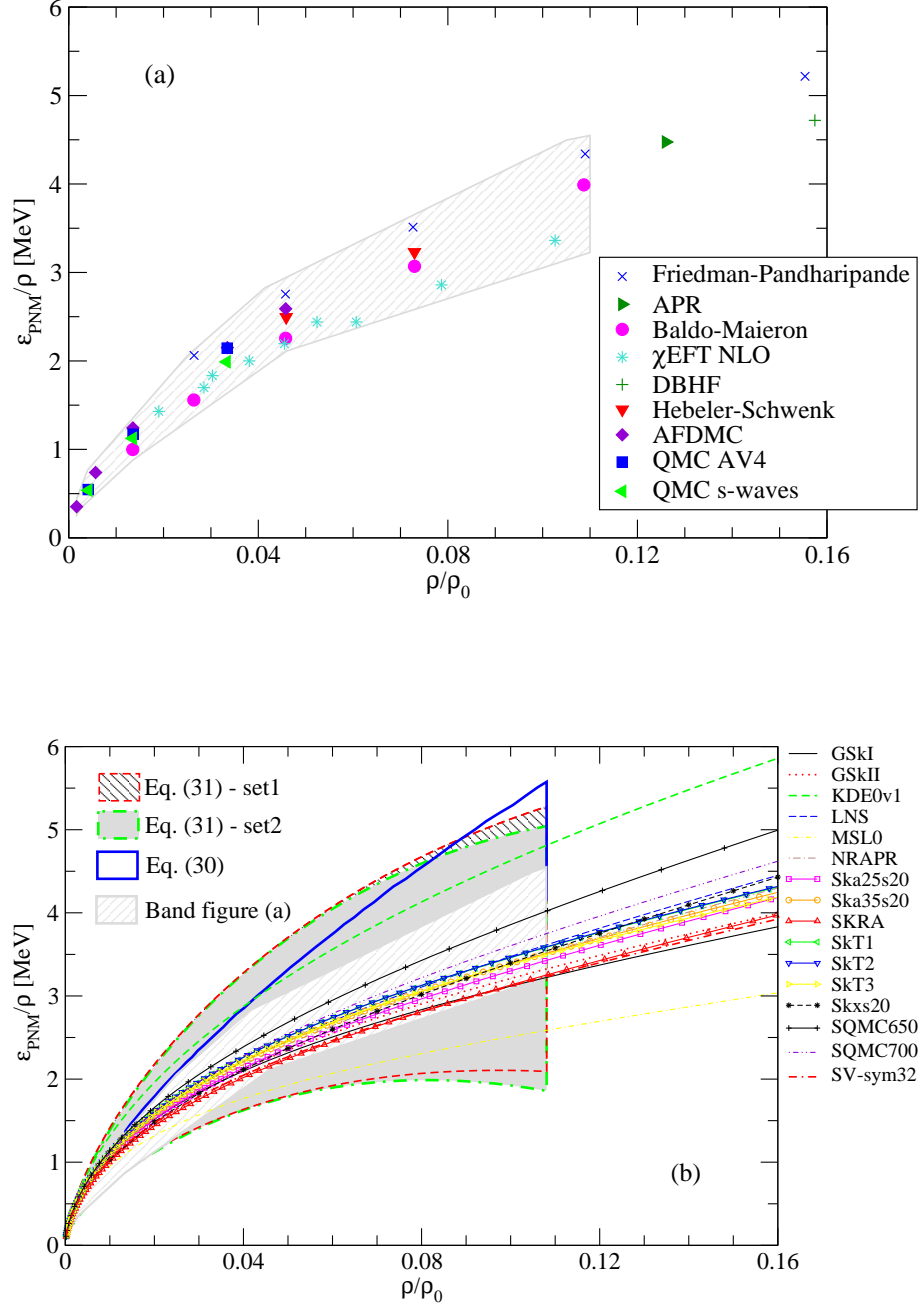 6
5
4
3
2
1
0
ε_PNM/ρ [MeV]
(a)
Friedman-Pandharipande
APR
Baldo-Maieron
χEFT NLO
DBHF
Hebeler-Schwenk
AFDMC
QMC AV4
QMC s-waves
0 0.04 0.08 0.12 0.16
ρ/ρ_0
6
5
4
3
2
1
0
ε_PNM/ρ [MeV]
Eq. (31) - set1
Eq. (31) - set2
Eq. (30)
Band figure (a)
(b)
GSkI
GSkII
KDE0v1
LNS
MSL0
NRAPR
Ska25s20
Ska35s20
SKRA
SkT1
SkT2
SkT3
Skxs20
SQMC650
SQMC700
SV-sym32
0 0.04 0.08 0.12 0.16
ρ/ρ_0